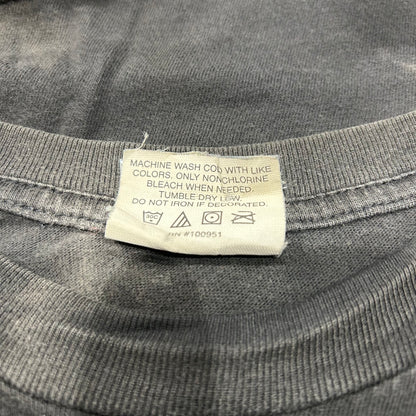 MACHINE WASH COLD WITH LIKE
COLORS. ONLY NONCHLORINE
BLEACH WHEN NEEDED.
TUMBLE DRY LOW.
DO NOT IRON IF DECORATED.
RN #100951